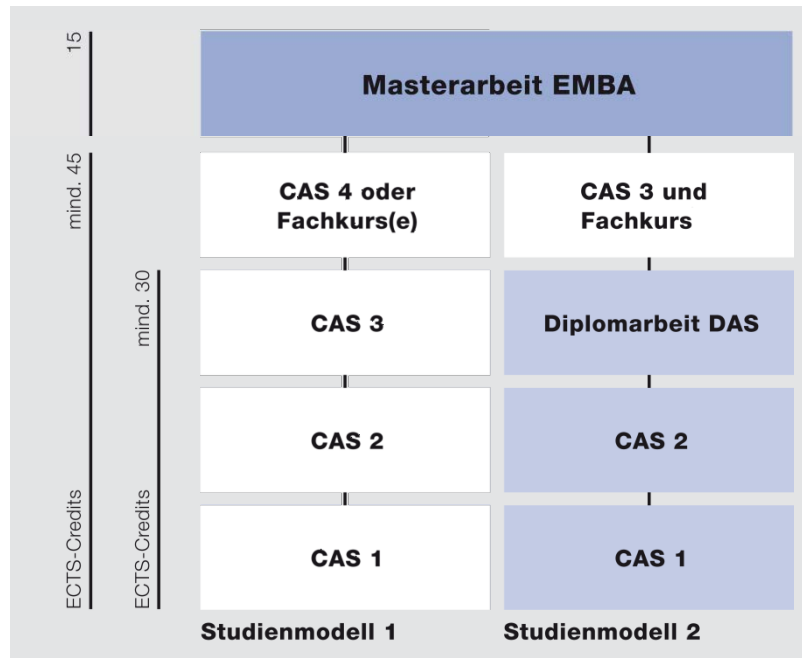 15
Masterarbeit EMBA
mind. 45
CAS 4 oder
Fachkurs(e)
CAS 3 und
Fachkurs
mind. 30
CAS 3
Diplomarbeit DAS
CAS 2
CAS 2
ECTS-Credits
ECTS-Credits
CAS 1
CAS 1
Studienmodell 1
Studienmodell 2